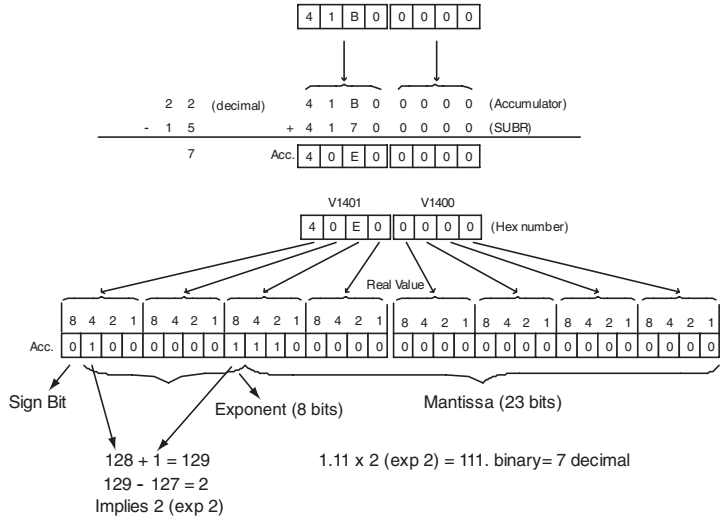 4 1 B 0 0 0 0 0
2 2 (decimal) 4 1 B 0 0 0 0 0 (Accumulator)
- 1 5 + 4 1 7 0 0 0 0 0 (SUBR)
7 Acc. 4 0 E 0 0 0 0 0
V1401 V1400
4 0 E 0 0 0 0 0 (Hex number)
Real Value
8 4 2 1 8 4 2 1 8 4 2 1 8 4 2 1 8 4 2 1 8 4 2 1 8 4 2 1 8 4 2 1
Acc. 0 1 0 0 0 0 0 0 1 1 1 0 0 0 0 0 0 0 0 0 0 0 0 0 0 0 0 0 0 0 0 0
Sign Bit Exponent (8 bits) Mantissa (23 bits)
128 + 1 = 129 1.11 x 2 (exp 2) = 111. binary= 7 decimal
129 - 127 = 2
Implies 2 (exp 2)